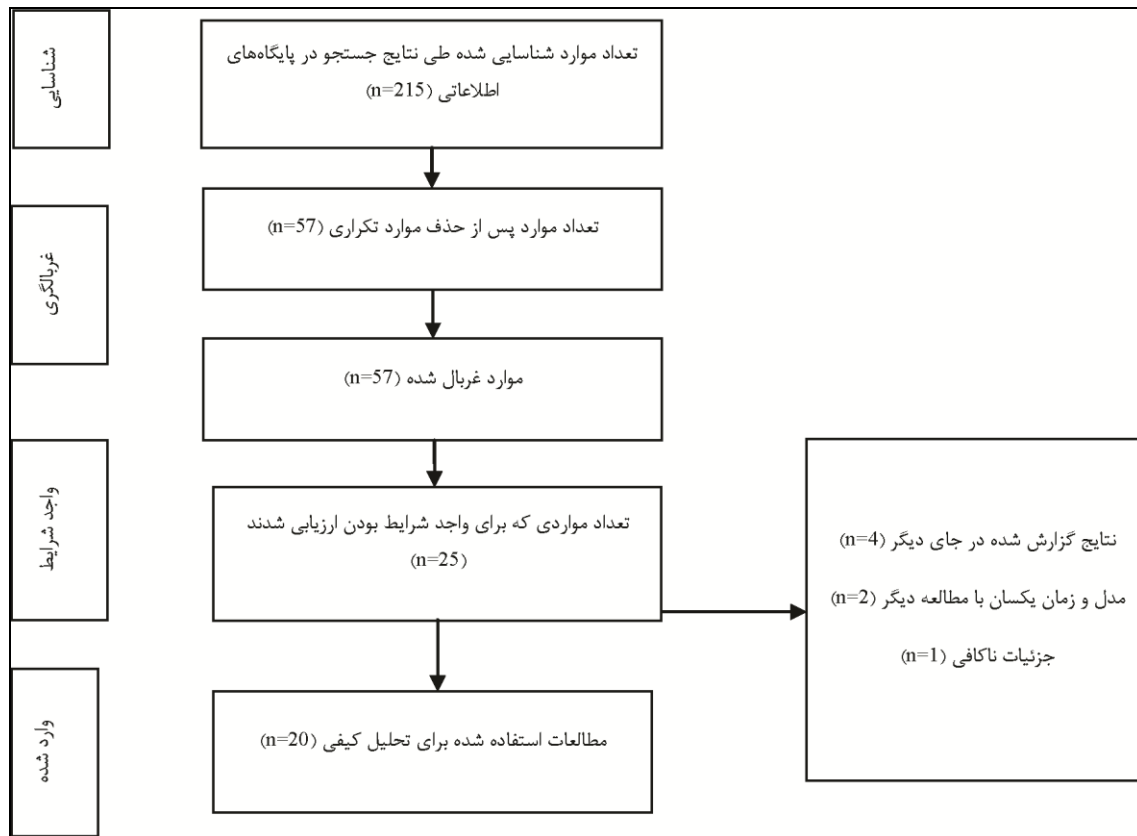 شناسایی
تعداد موارد شناسایی شده طی نتایج جستجو در پایگاه‌های
اطلاعاتی (n=215)
غربالگری
تعداد موارد پس از حذف موارد تکراری (n=57)
موارد غربال شده (n=57)
واجد شرایط
تعداد مواردی که برای واجد شرایط بودن ارزیابی شدند
(n=25)
نتایج گزارش شده در جای دیگر (n=4)
مدل و زمان یکسان با مطالعه دیگر (n=2)
جزئیات ناکافی (n=1)
وارد شده
مطالعات استفاده شده برای تحلیل کیفی (n=20)